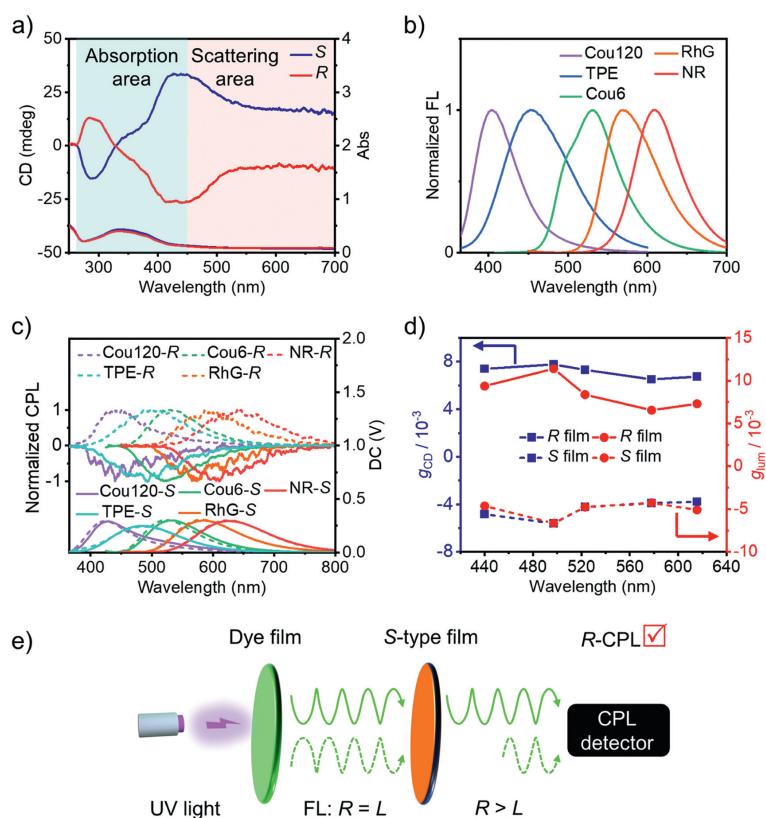 a)
50
25
0
-25
-50
CD (mdeg)
Absorption area
Scattering area
S
R
4
3
2
1
0
Abs
300 400 500 600 700
Wavelength (nm)
b)
Cou120
TPE
Cou6
RhG
NR
1
0
Normalized FL
400 500 600 700
Wavelength (nm)
c)
Cou120-R Cou6-R NR-R
TPE-R RhG-R
1
0
-1
Normalized CPL
2.0
1.5
1.0
0.5
0.0
DC (V)
Cou120-S Cou6-S NR-S
TPE-S RhG-S
400 500 600 700 800
Wavelength (nm)
d)
8
4
0
-4
-8
gCD / 10-3
15
10
5
0
-5
-10
glum / 10-3
R film R film
S film S film
440 480 520 560 600 640
Wavelength (nm)
e)
Dye film
S-type film
R-CPL
CPL
detector
UV light
FL: R = L
R > L